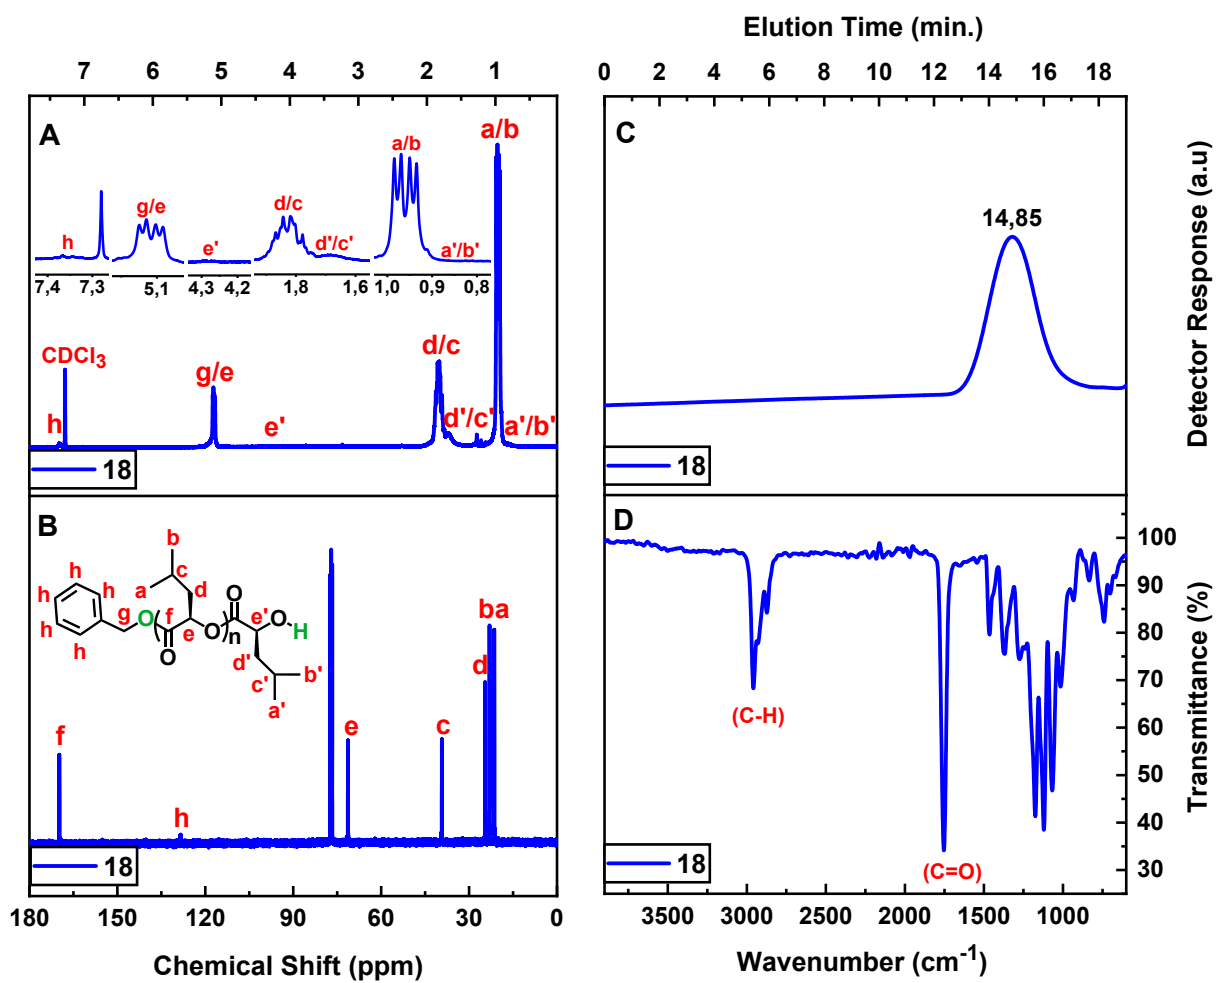 Elution Time (min.)
7 6 5 4 3 2 1
0 2 4 6 8 10 12 14 16 18
A
a/b
a/b
g/e
d/c
h
e'
d'/c'
a'/b'
7,4 7,3 5,1 4,3 4,2 1,8 1,6 1,0 0,9 0,8
CDCl3
d/c
g/e
h
e'
d'/c'
a'/b'
18
C
14,85
18
Detector Response (a.u)
B
b
h
c
a
h
h
d
h
O
e'
OH
g
O
(
f
e
O
)n
h
h
O
d'
c'
b'
a'
f
h
e
c
d
ba
18
180 150 120 90 60 30 0
Chemical Shift (ppm)
D
(C-H)
(C=O)
18
100
90
80
70
60
50
40
30
Transmittance (%)
3500 3000 2500 2000 1500 1000
Wavenumber (cm-1)